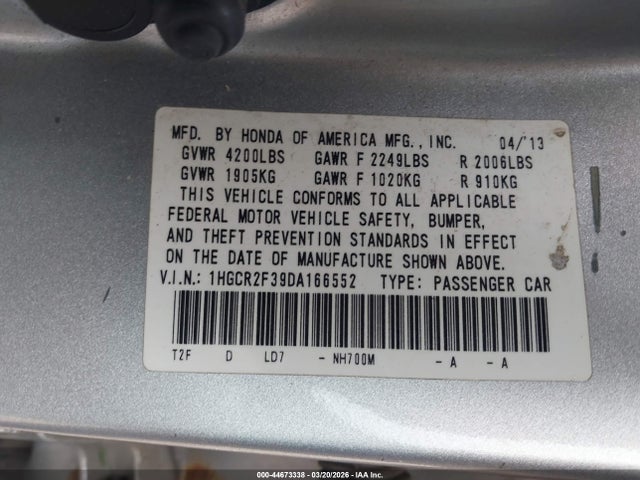 MFD. BY HONDA OF AMERICA MFG., INC. 04/'13
GVWR 4200LBS GAWR F 2249LBS R 2006LBS
GVWR 1905KG GAWR F 1020KG R 910KG
THIS VEHICLE CONFORMS TO ALL APPLICABLE
FEDERAL MOTOR VEHICLE SAFETY, BUMPER,
AND THEFT PREVENTION STANDARDS IN EFFECT
ON THE DATE OF MANUFACTURE SHOWN ABOVE.
V.I.N.: 1HGCR2F39DA166552 TYPE: PASSENGER CAR
T2F D LD7 - NH700M - A - A
000-44673338 | 03/20/2026 - IAA Inc.